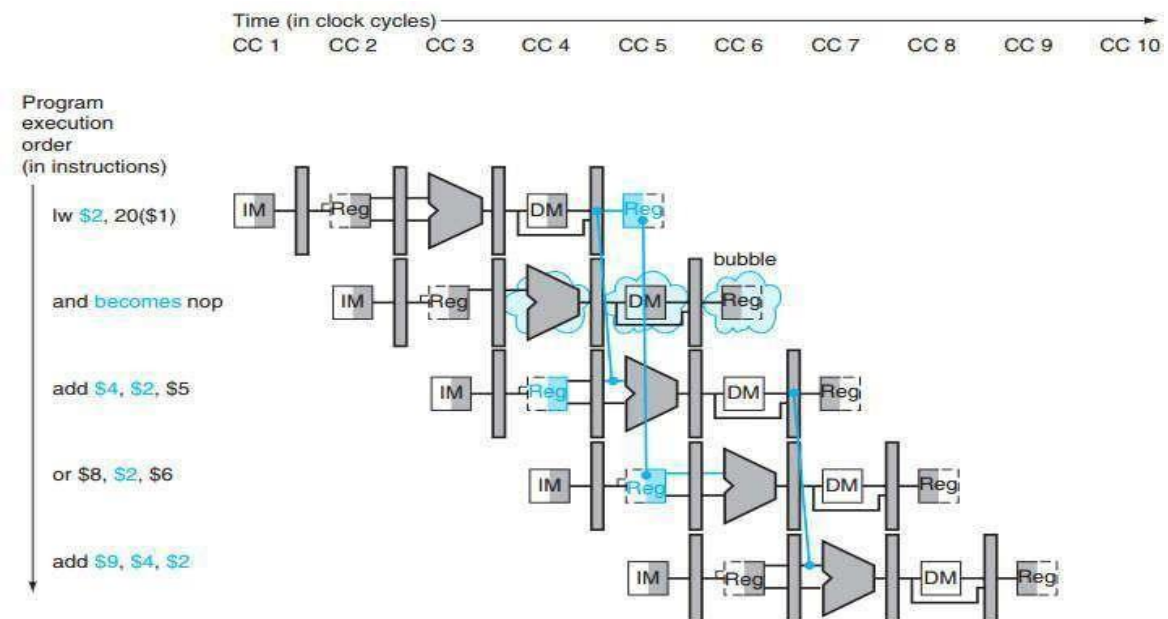 Time (in clock cycles)
CC 1 CC 2 CC 3 CC 4 CC 5 CC 6 CC 7 CC 8 CC 9 CC 10
Program
execution
order
(in instructions)
lw $2, 20($1)
IM Reg DM Reg
bubble
and becomes nop
IM Reg DM Reg
add $4, $2, $5
IM Reg DM Reg
or $8, $2, $6
IM Reg DM Reg
add $9, $4, $2
IM Reg DM Reg